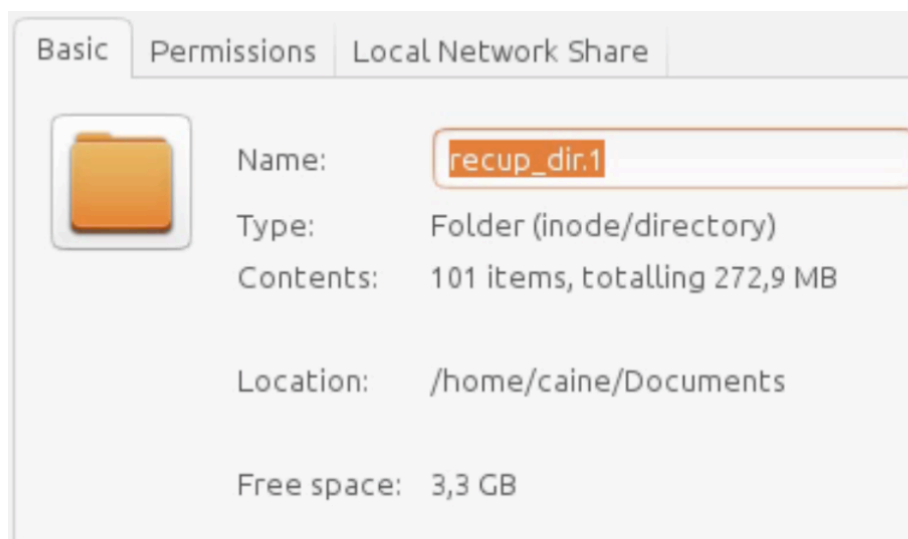 Basic Permissions Local Network Share
Name: recup_dir.1
Type: Folder (inode/directory)
Contents: 101 items, totalling 272,9 MB
Location: /home/caine/Documents
Free space: 3,3 GB